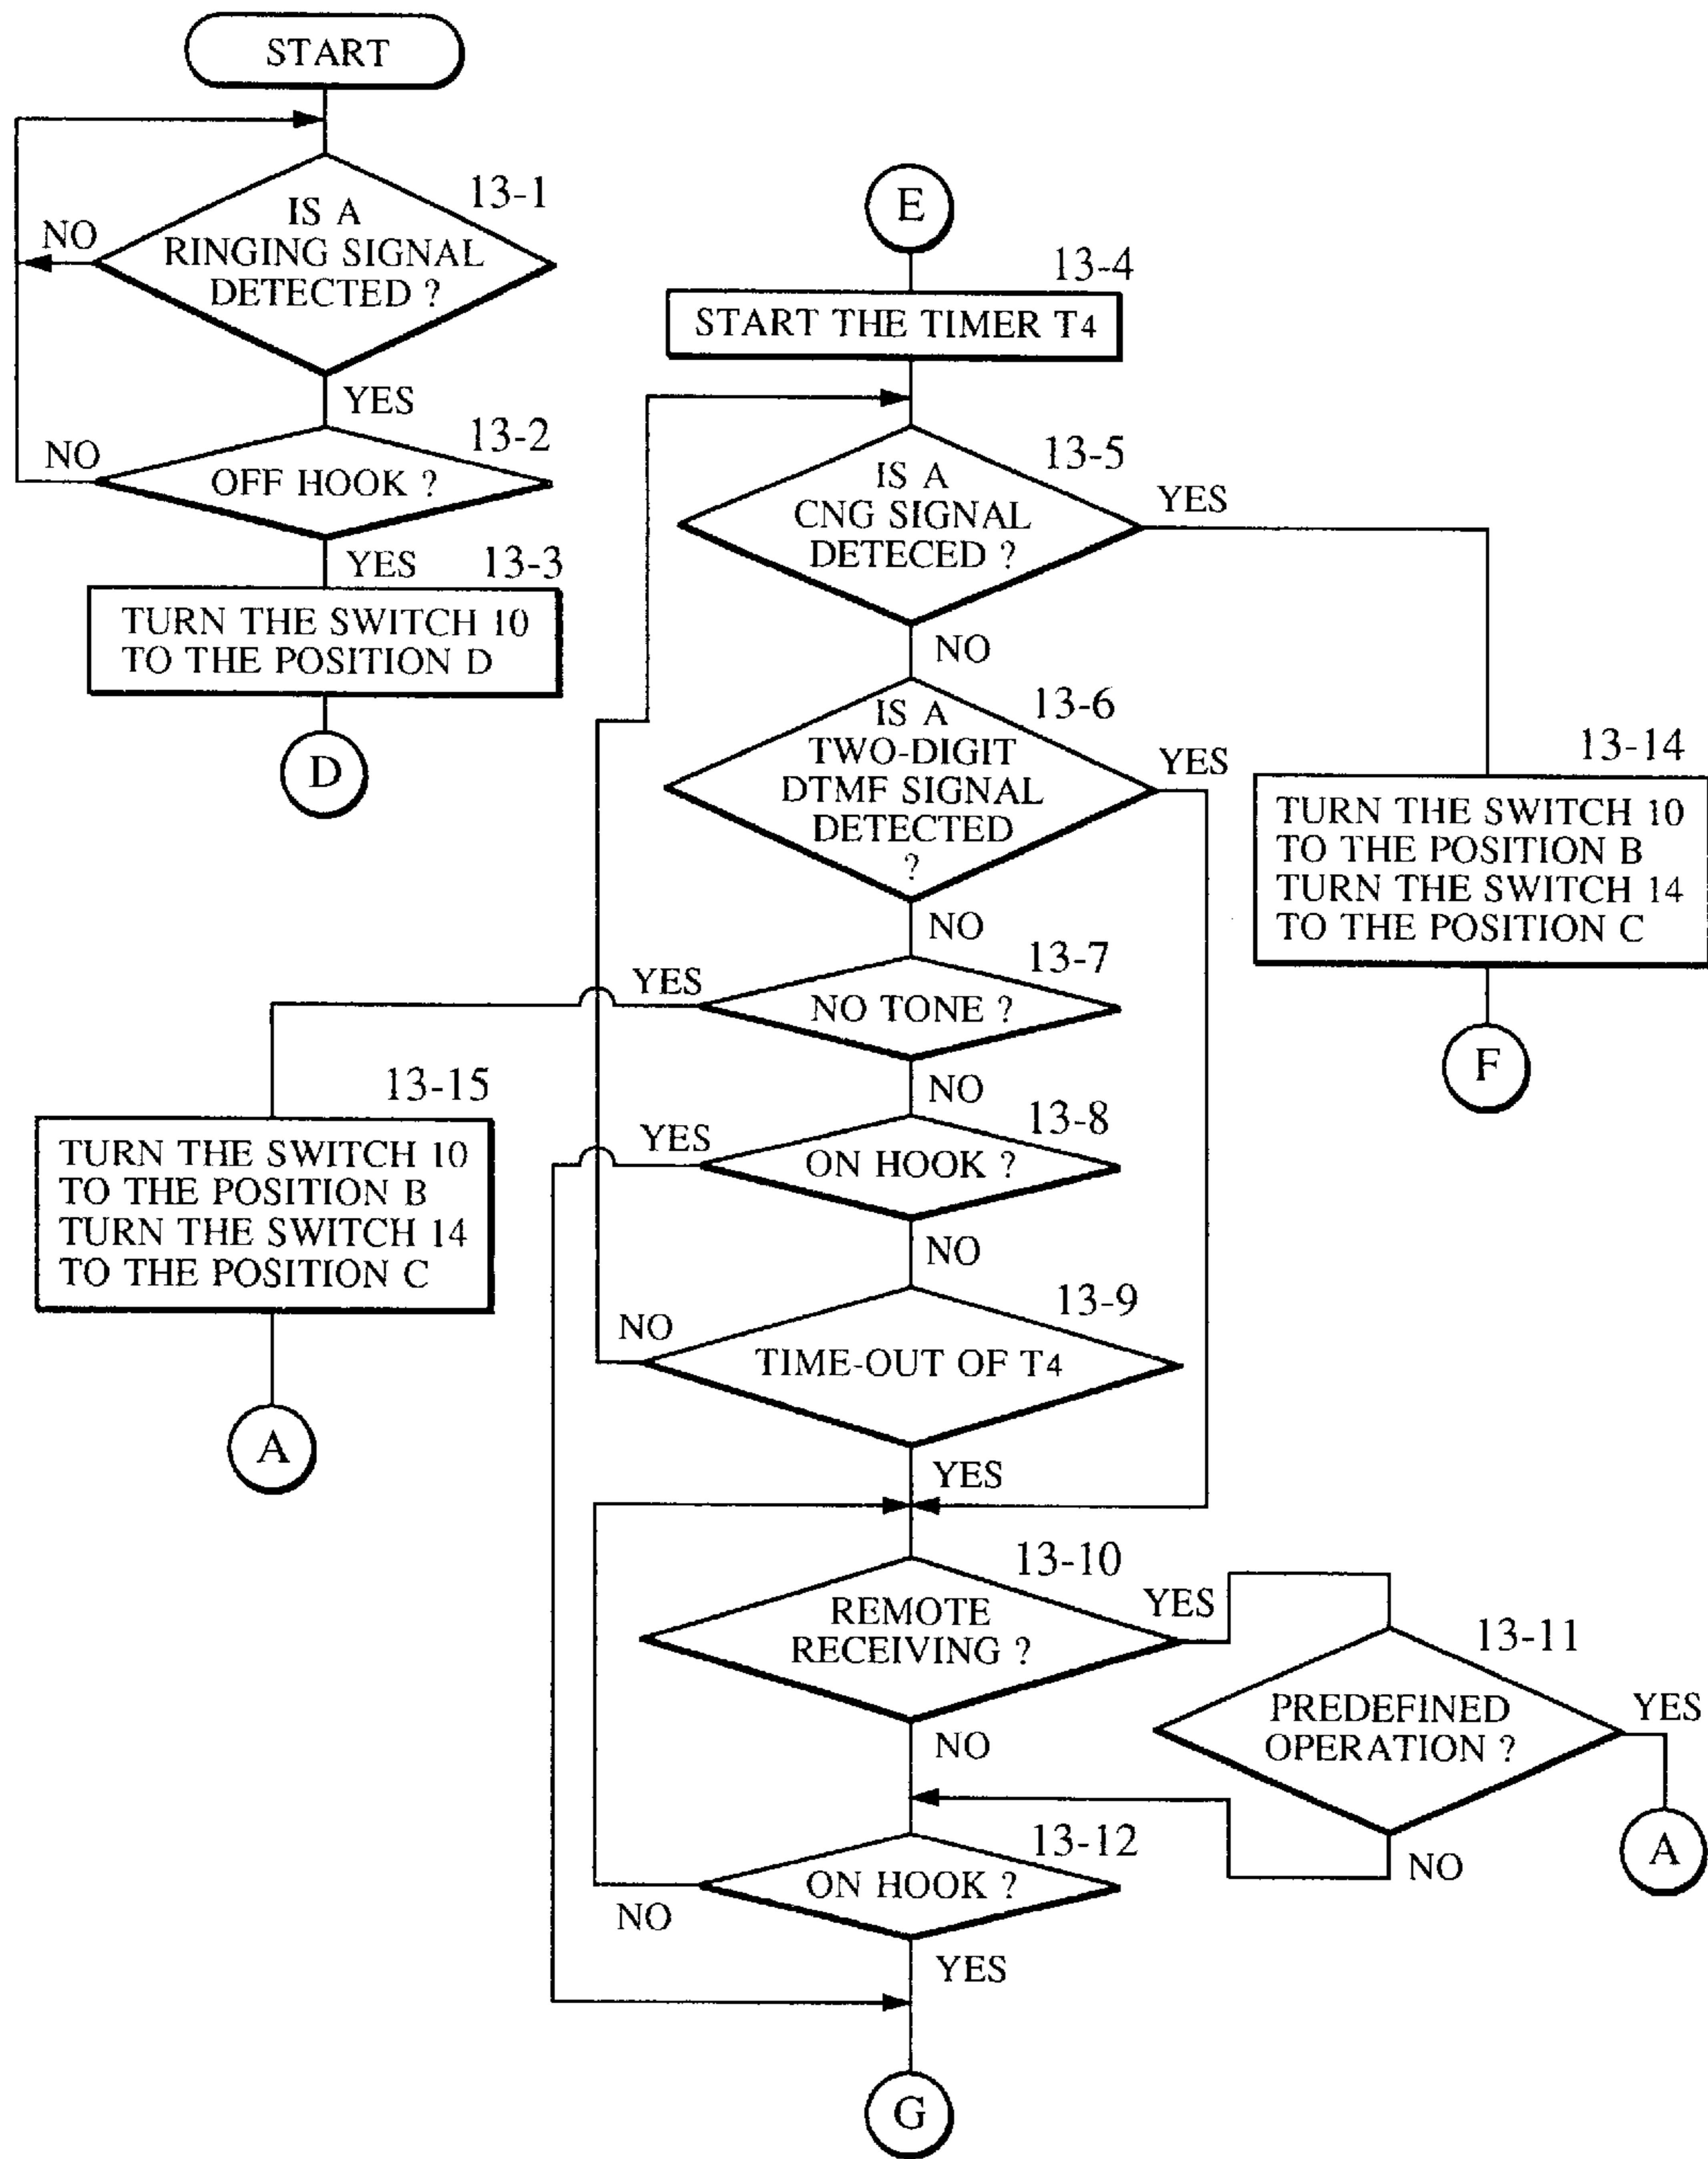 START
13-1
IS A
RINGING SIGNAL
DETECTED ?
NO
YES
13-2
NO
OFF HOOK ?
YES
13-3
TURN THE SWITCH 10
TO THE POSITION D
D
E
13-4
START THE TIMER T4
13-5
IS A
CNG SIGNAL
DETECED ?
YES
NO
13-6
IS A
TWO-DIGIT
DTMF SIGNAL
DETECTED
?
YES
NO
13-14
TURN THE SWITCH 10
TO THE POSITION B
TURN THE SWITCH 14
TO THE POSITION C
F
13-7
YES
NO TONE ?
NO
13-15
TURN THE SWITCH 10
TO THE POSITION B
TURN THE SWITCH 14
TO THE POSITION C
A
13-8
YES
ON HOOK ?
NO
13-9
NO
TIME-OUT OF T4
YES
13-10
REMOTE
RECEIVING ?
YES
NO
13-11
PREDEFINED
OPERATION ?
YES
NO
A
13-12
ON HOOK ?
NO
YES
G